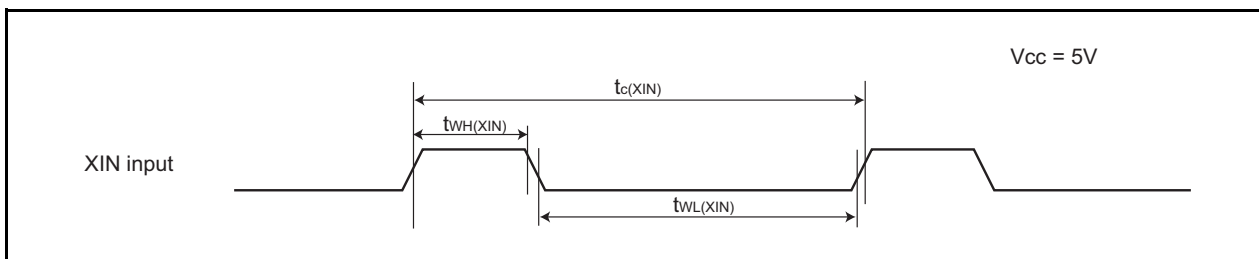 Vcc = 5V
tc(XIN)
tWH(XIN)
XIN input
tWL(XIN)